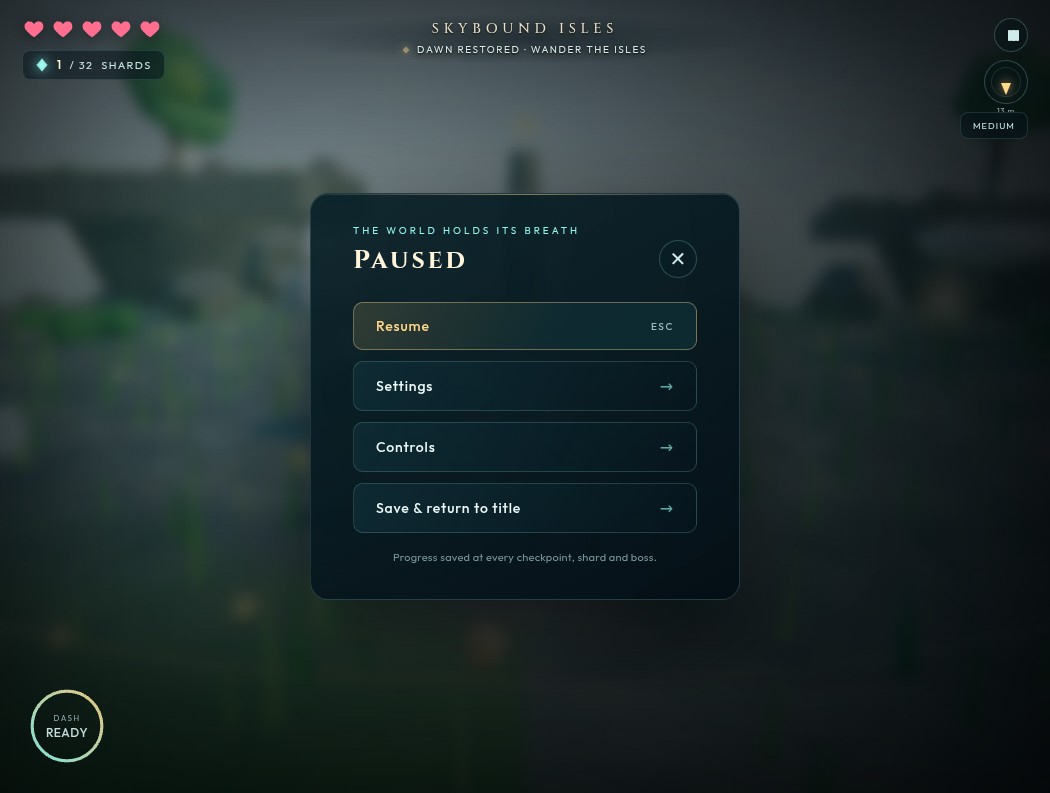 SKYBOUND ISLES
DAWN RESTORED · WANDER THE ISLES
1 / 32 SHARDS
13 m
MEDIUM
THE WORLD HOLDS ITS BREATH
PAUSED
Resume ESC
Settings →
Controls →
Save & return to title →
Progress saved at every checkpoint, shard and boss.
DASH
READY